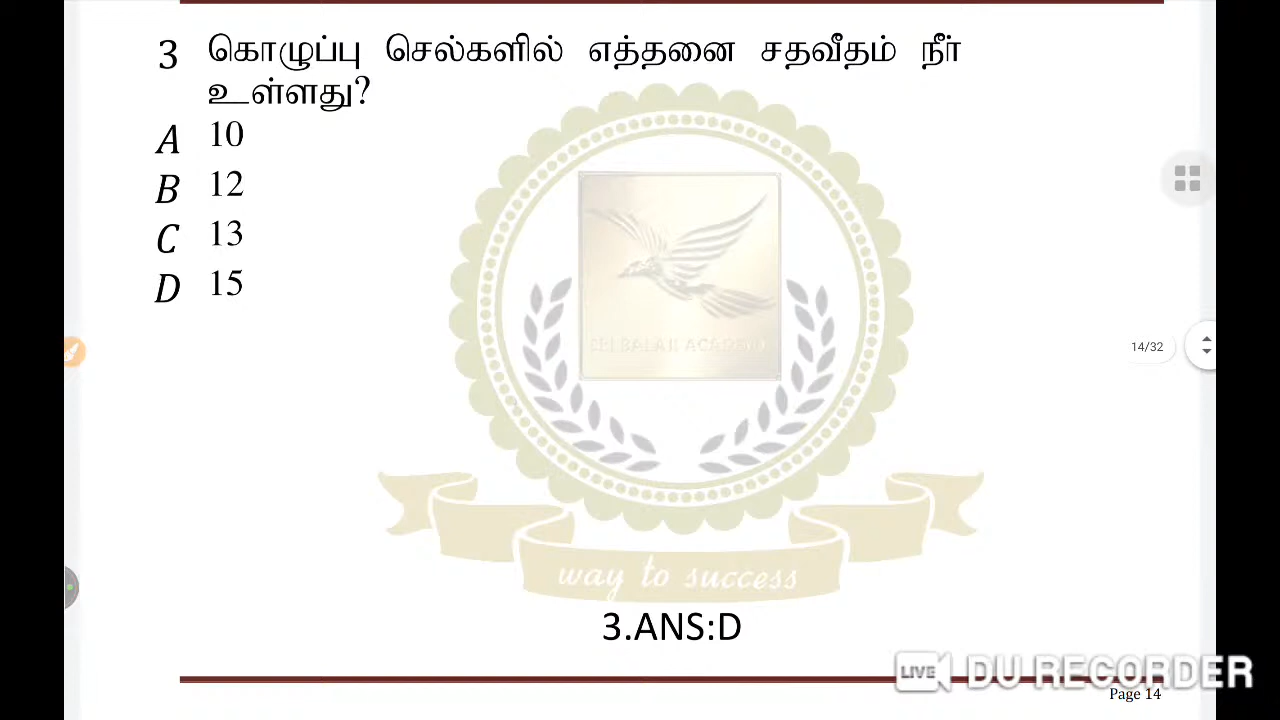 3 கொழுப்பு செல்களில் எத்தனை சதவீதம் நீர்
உள்ளது?
A 10
B 12
C 13
D 15
14/32
way to success
3.ANS:D
LIVE DU RECORDER
Page 14